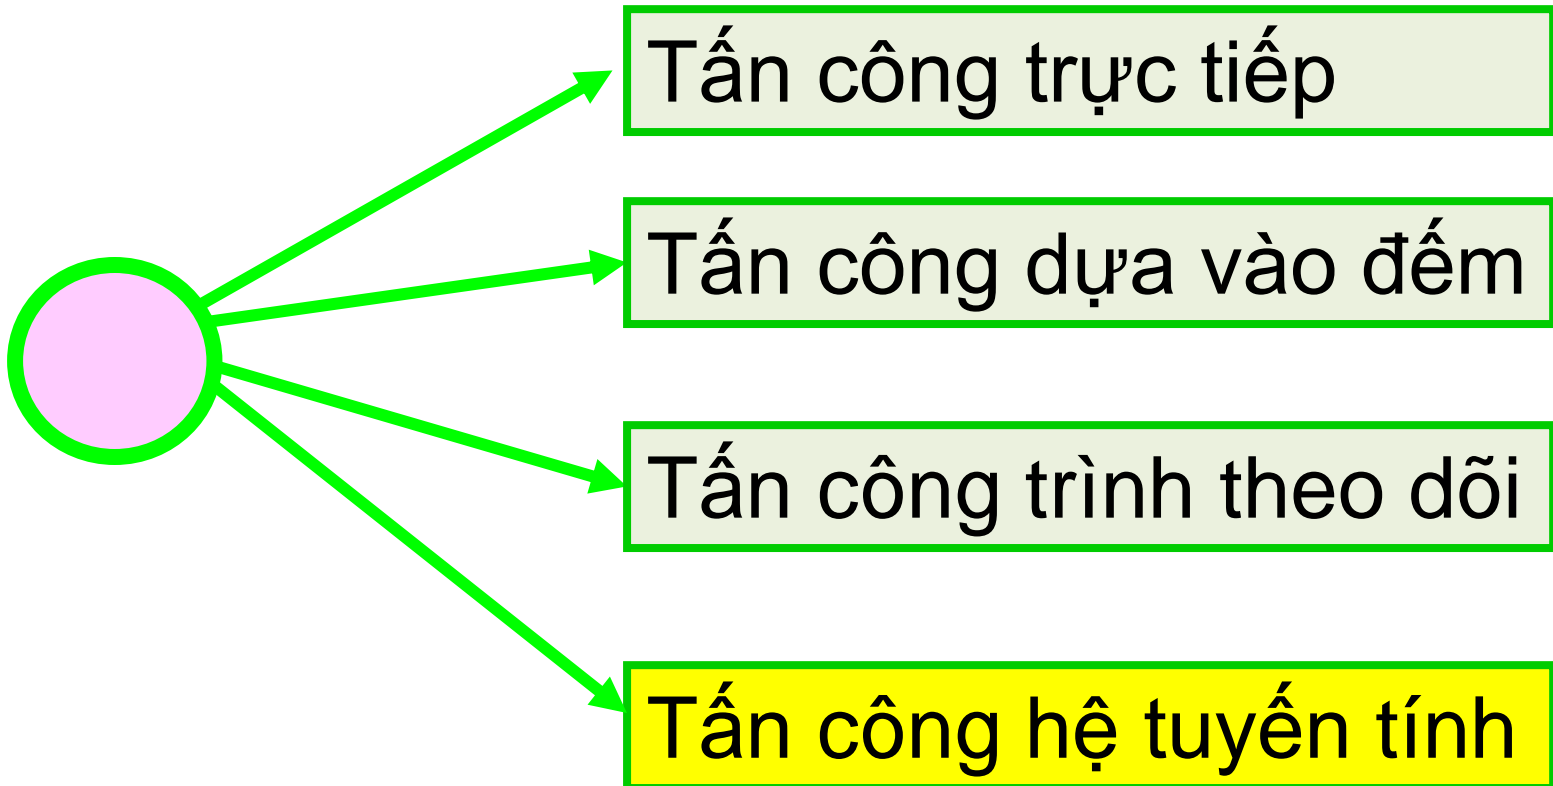 Tấn công trực tiếp
Tấn công dựa vào đếm
Tấn công trình theo dõi
Tấn công hệ tuyến tính